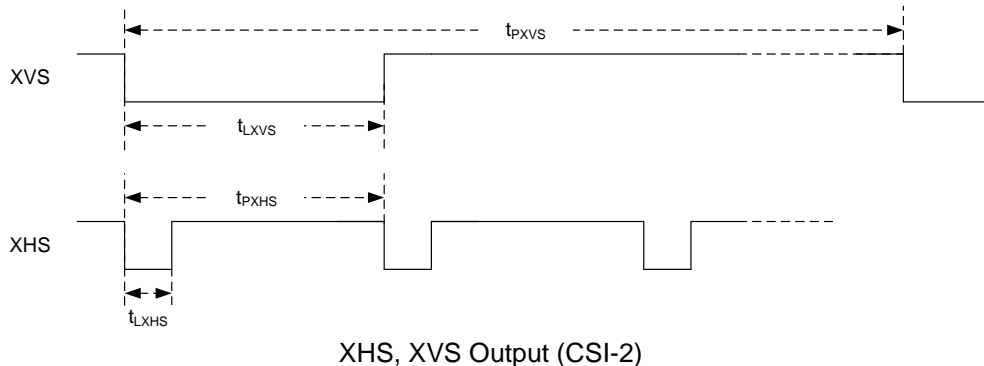 tPXVS
XVS
tLXVS
tPXHS
XHS
tLXHS
XHS, XVS Output (CSI-2)